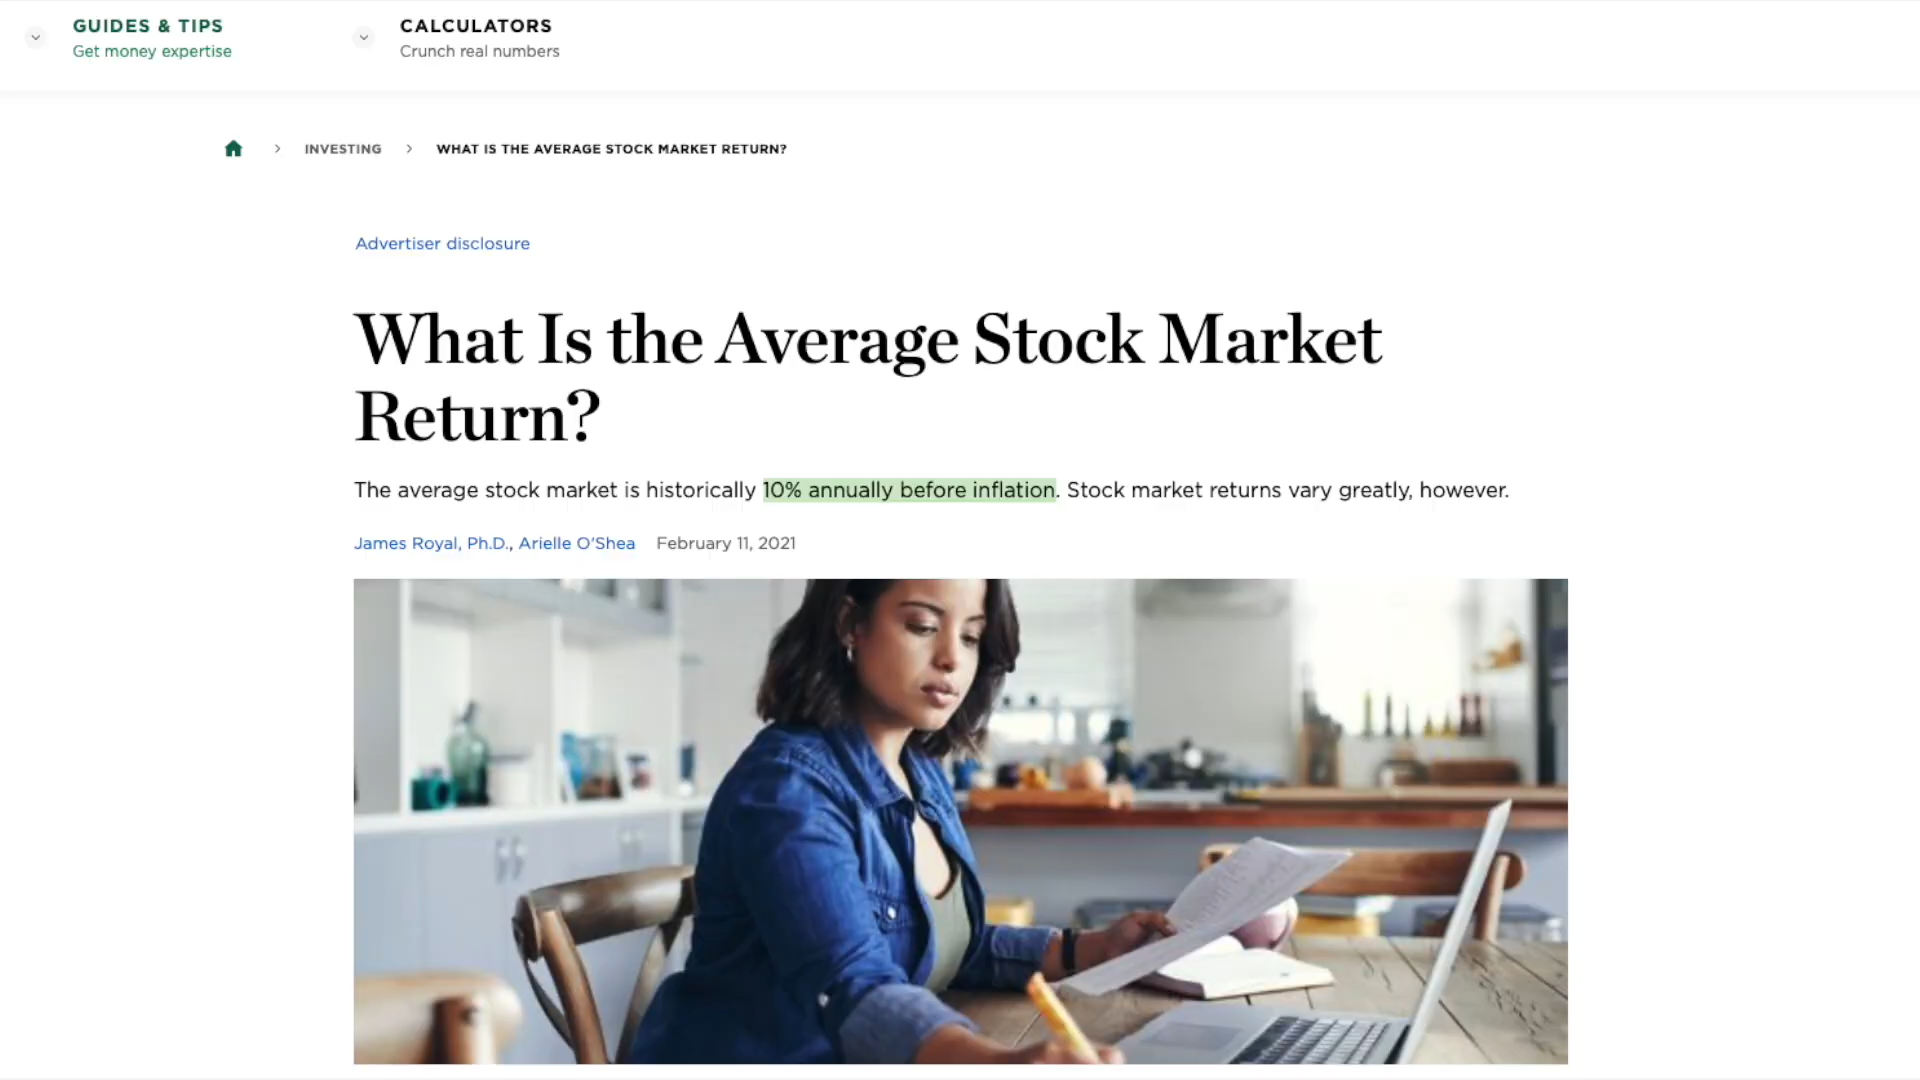 GUIDES & TIPS
Get money expertise
CALCULATORS
Crunch real numbers
INVESTING
WHAT IS THE AVERAGE STOCK MARKET RETURN?
Advertiser disclosure
What Is the Average Stock Market
Return?
The average stock market is historically 10% annually before inflation. Stock market returns vary greatly, however.
James Royal, Ph.D., Arielle O'Shea February 11, 2021